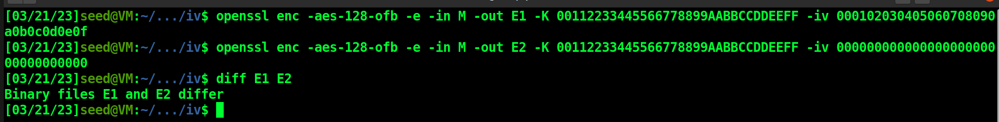 [03/21/23]seed@VM:~/.../iv$ openssl enc -aes-128-ofb -e -in M -out E1 -K 00112233445566778899AABBCCDDEEFF -iv 000102030405060708090
a0b0c0d0e0f
[03/21/23]seed@VM:~/.../iv$ openssl enc -aes-128-ofb -e -in M -out E2 -K 00112233445566778899AABBCCDDEEFF -iv 000000000000000000000
00000000000
[03/21/23]seed@VM:~/.../iv$ diff E1 E2
Binary files E1 and E2 differ
[03/21/23]seed@VM:~/.../iv$